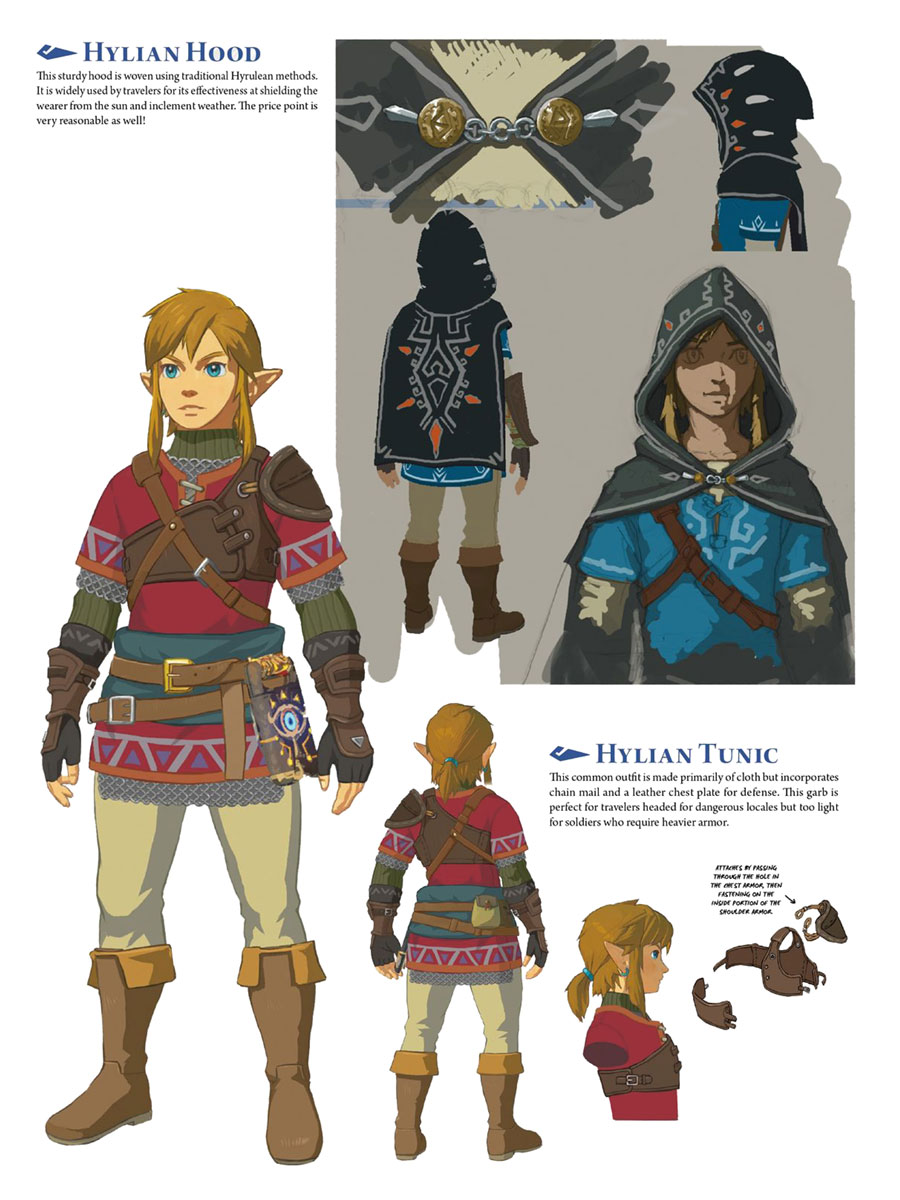 HYLIAN HOOD
This sturdy hood is woven using traditional Hyrulean methods.
It is widely used by travelers for its effectiveness at shielding the
wearer from the sun and inclement weather. The price point is
very reasonable as well!
HYLIAN TUNIC
This common outfit is made primarily of cloth but incorporates
chain mail and a leather chest plate for defense. This garb is
perfect for travelers headed for dangerous locales but too light
for soldiers who require heavier armor.
ATTACHES BY PASSING
THROUGH THE HOLE IN
THE CHEST ARMOR, THEN
FASTENING ON THE
INSIDE PORTION OF THE
SHOULDER ARMOR.